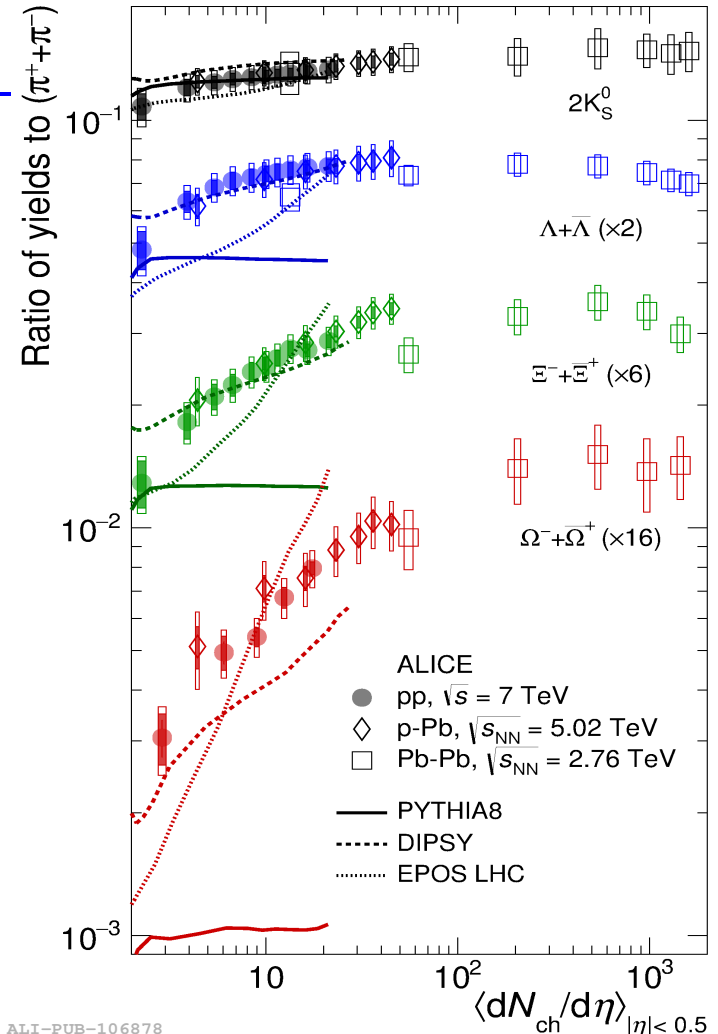 Ratio of yields to (π⁺+π⁻)
10⁻¹
2K⁰_S
Λ+Λ̅ (×2)
Ξ⁻+Ξ̅⁺ (×6)
10⁻²
Ω⁻+Ω̅⁺ (×16)
ALICE
pp, √s = 7 TeV
p-Pb, √s_NN = 5.02 TeV
Pb-Pb, √s_NN = 2.76 TeV
PYTHIA8
DIPSY
EPOS LHC
10⁻³
10 10² 10³
⟨dN_ch/dη⟩_|η|< 0.5
ALI-PUB-106878